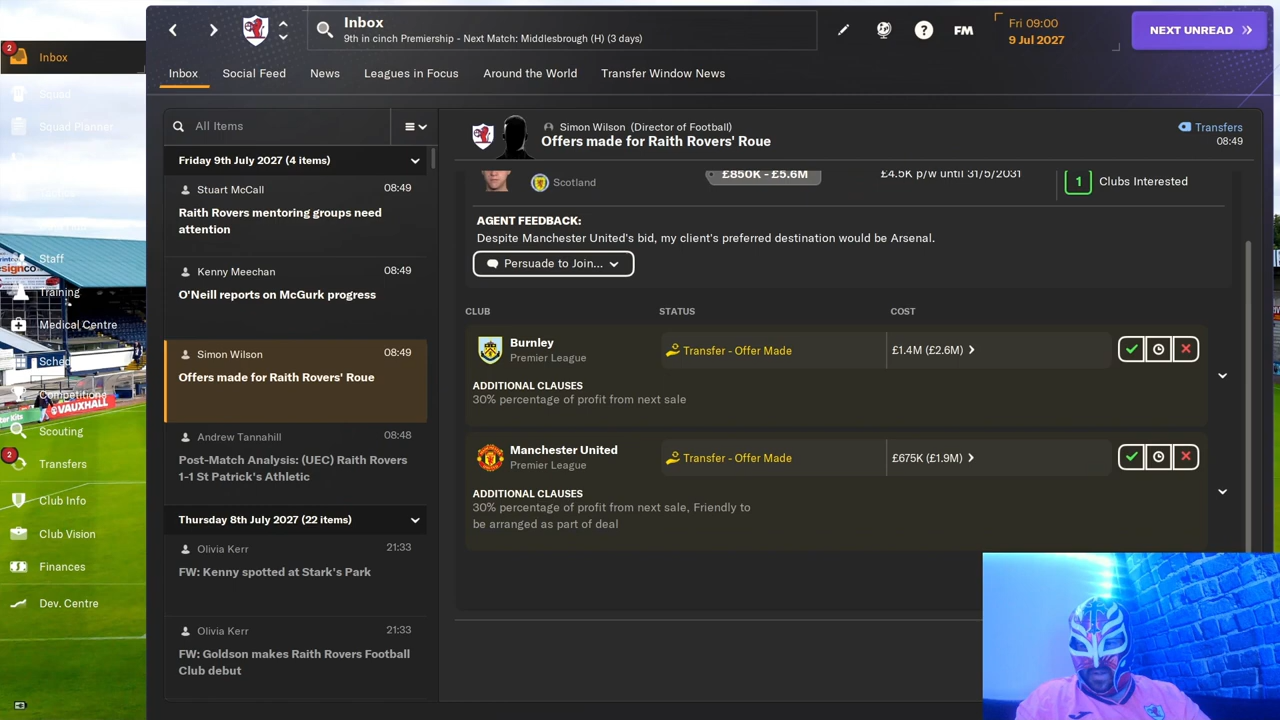 Inbox
9th in cinch Premiership - Next Match: Middlesbrough (H) (3 days)
?
FM
Fri 09:00
9 Jul 2027
NEXT UNREAD
2
Inbox
Squad
Squad Planner
Staff
Training
Medical Centre
Sched
Competitions
Scouting
2
Transfers
Club Info
Club Vision
Finances
Dev. Centre
VAUXHALL
Inbox
Social Feed
News
Leagues in Focus
Around the World
Transfer Window News
All Items
Friday 9th July 2027 (4 items)
Stuart McCall
08:49
Raith Rovers mentoring groups need
attention
Kenny Meechan
08:49
O'Neill reports on McGurk progress
Simon Wilson
08:49
Offers made for Raith Rovers' Roue
Andrew Tannahill
08:48
Post-Match Analysis: (UEC) Raith Rovers
1-1 St Patrick's Athletic
Thursday 8th July 2027 (22 items)
Olivia Kerr
21:33
FW: Kenny spotted at Stark's Park
Olivia Kerr
21:33
FW: Goldson makes Raith Rovers Football
Club debut
Simon Wilson (Director of Football)
Offers made for Raith Rovers' Roue
Transfers
08:49
Scotland
£850K - £5.6M
£4.5K p/w until 31/5/2031
1
Clubs Interested
AGENT FEEDBACK:
Despite Manchester United's bid, my client's preferred destination would be Arsenal.
Persuade to Join...
CLUB
STATUS
COST
Burnley
Premier League
Transfer - Offer Made
£1.4M (£2.6M)
ADDITIONAL CLAUSES
30% percentage of profit from next sale
Manchester United
Premier League
Transfer - Offer Made
£675K (£1.9M)
ADDITIONAL CLAUSES
30% percentage of profit from next sale, Friendly to
be arranged as part of deal